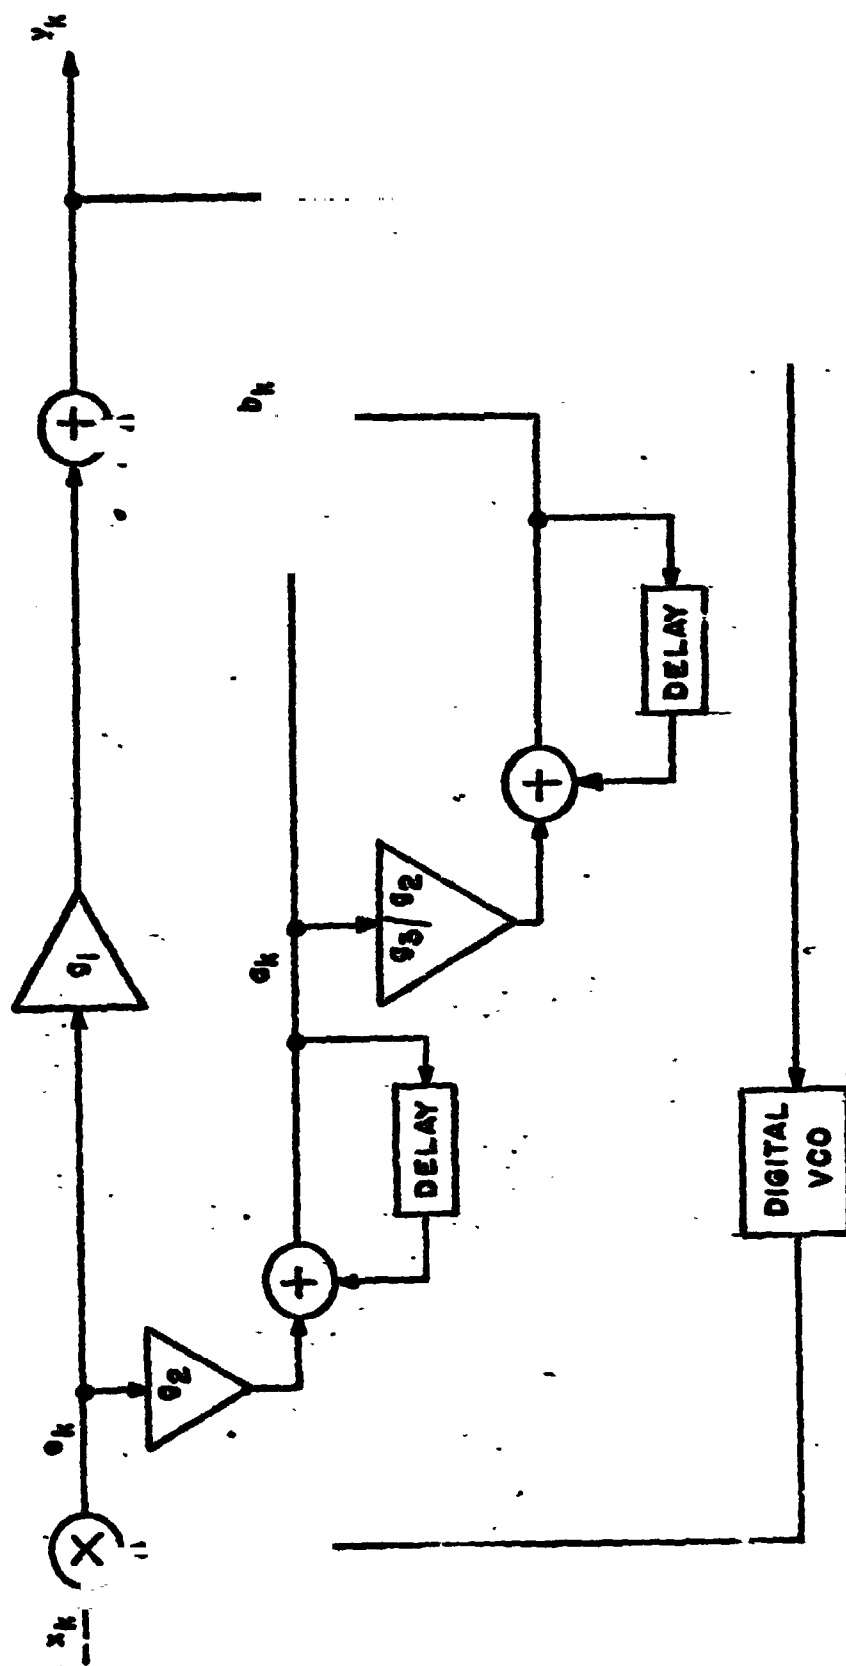 x_k
e_k
g_1
y_k
g_2
a_k
g_3/g_2
b_k
DELAY
DELAY
DIGITAL
VCO